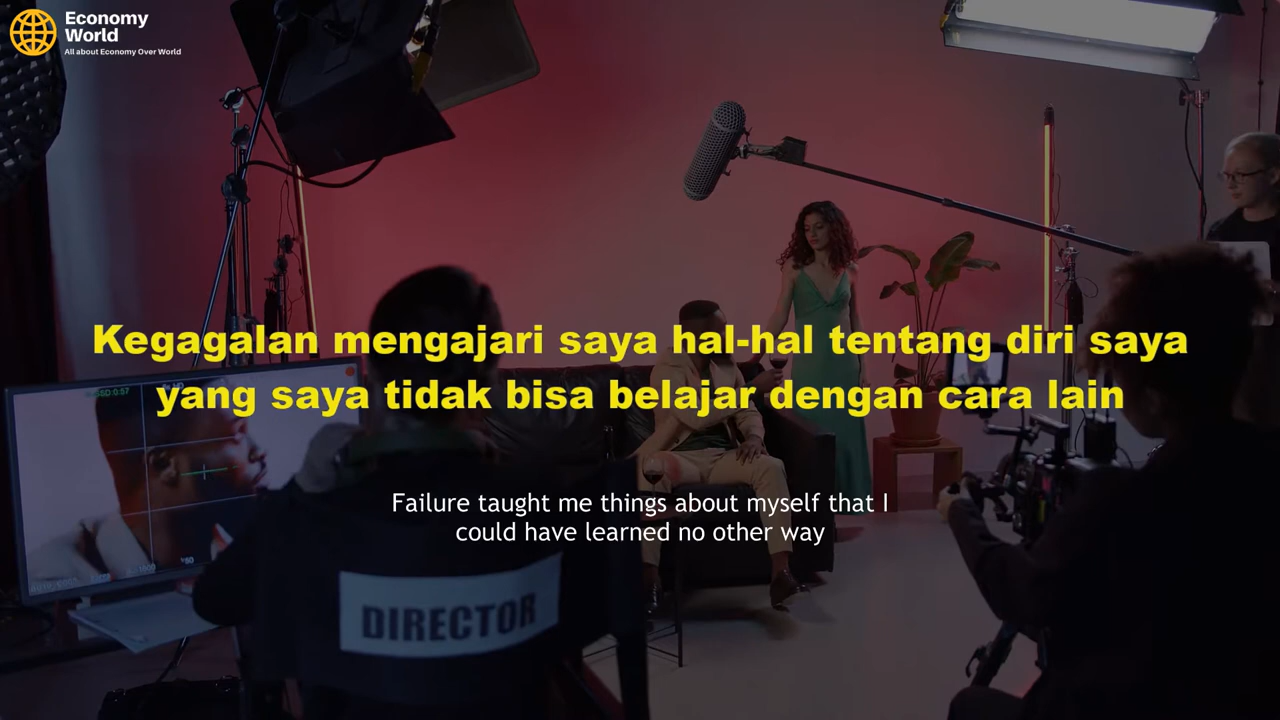 Economy
World
All about Economy Over World
Kegagalan mengajari saya hal-hal tentang diri saya
yang saya tidak bisa belajar dengan cara lain
Failure taught me things about myself that I
could have learned no other way
DIRECTOR